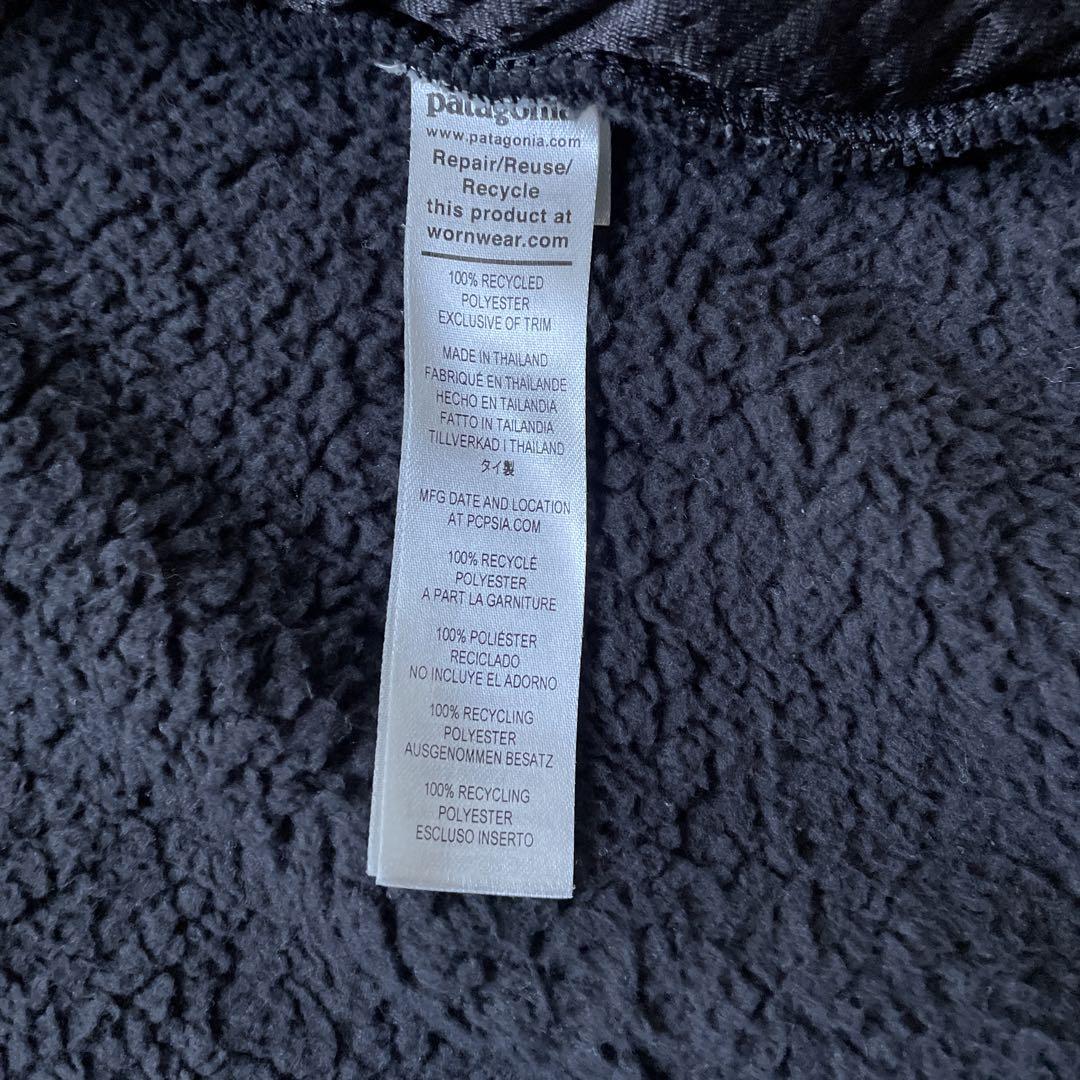 patagonia
www.patagonia.com
Repair/Reuse/
Recycle
this product at
wornwear.com
100% RECYCLED
POLYESTER
EXCLUSIVE OF TRIM
MADE IN THAILAND
FABRIQUÉ EN THAÏLANDE
HECHO EN TAILANDIA
FATTO IN TAILANDIA
TILLVERKAD I THAILAND
タイ製
MFG DATE AND LOCATION
AT PCPSIA.COM
100% RECYCLÉ
POLYESTER
A PART LA GARNITURE
100% POLIÉSTER
RECICLADO
NO INCLUYE EL ADORNO
100% RECYCLING
POLYESTER
AUSGENOMMEN BESATZ
100% RECYCLING
POLYESTER
ESCLUSO INSERTO